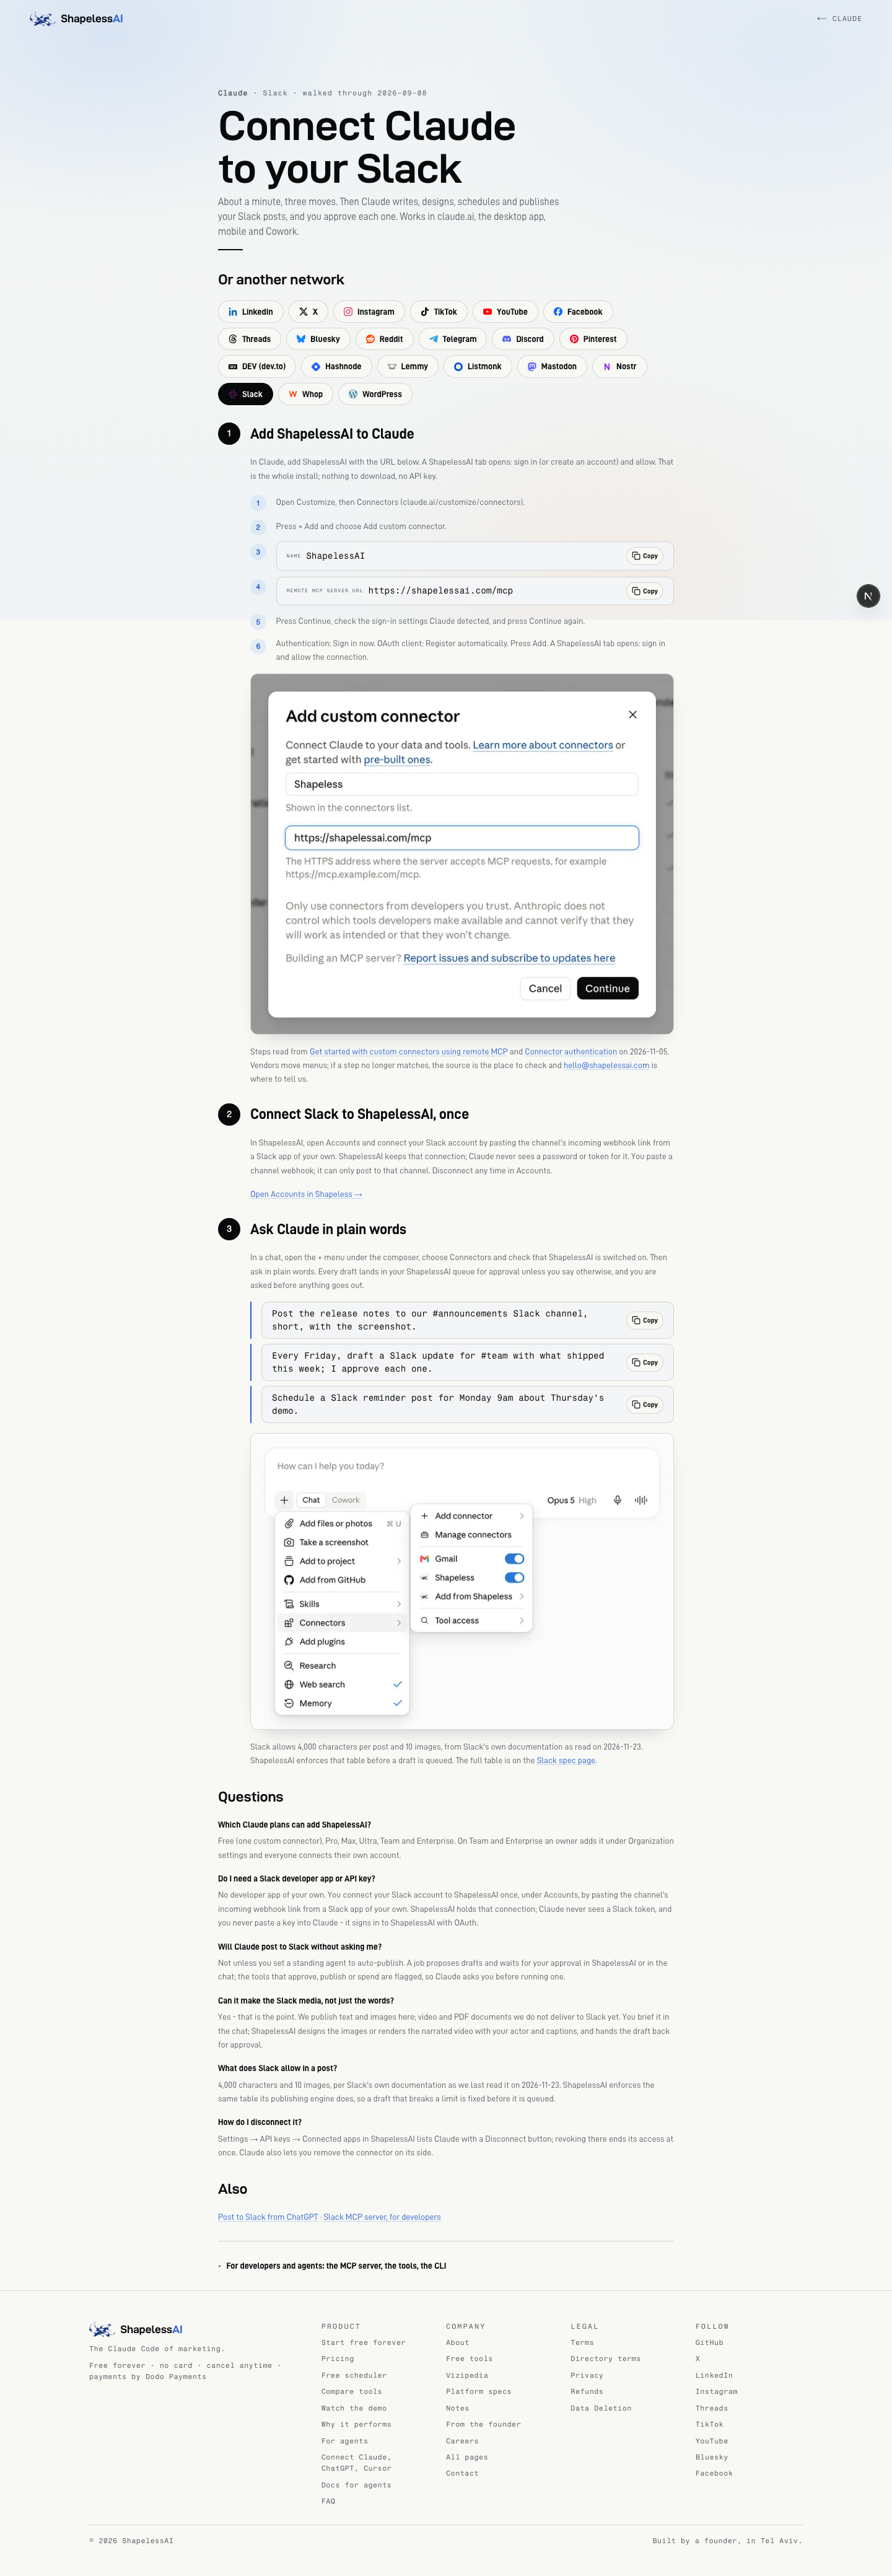 ShapelessAI
← CLAUDE
Claude · Slack · walked through 2026-09-08
Connect Claude
to your Slack
About a minute, three moves. Then Claude writes, designs, schedules and publishes
your Slack posts, and you approve each one. Works in claude.ai, the desktop app,
mobile and Cowork.
Or another network
LinkedIn X Instagram TikTok YouTube Facebook
Threads Bluesky Reddit Telegram Discord Pinterest
DEV (dev.to) Hashnode Lemmy Listmonk Mastodon Nostr
Slack Whop WordPress
1 Add ShapelessAI to Claude
In Claude, add ShapelessAI with the URL below. A ShapelessAI tab opens: sign in (or create an account) and allow. That
is the whole install; nothing to download, no API key.
1 Open Customize, then Connectors (claude.ai/customize/connectors).
2 Press + Add and choose Add custom connector.
3 NAME ShapelessAI Copy
4 REMOTE MCP SERVER URL https://shapelessai.com/mcp Copy
5 Press Continue, check the sign-in settings Claude detected, and press Continue again.
6 Authentication: Sign in now. OAuth client: Register automatically. Press Add. A ShapelessAI tab opens: sign in
and allow the connection.
Add custom connector
Connect Claude to your data and tools. Learn more about connectors or
get started with pre-built ones.
Shapeless
Shown in the connectors list.
https://shapelessai.com/mcp
The HTTPS address where the server accepts MCP requests, for example
https://mcp.example.com/mcp.
Only use connectors from developers you trust. Anthropic does not
control which tools developers make available and cannot verify that they
will work as intended or that they won't change.
Building an MCP server? Report issues and subscribe to updates here
Cancel Continue
Steps read from Get started with custom connectors using remote MCP and Connector authentication on 2026-11-05.
Vendors move menus; if a step no longer matches, the source is the place to check and hello@shapelessai.com is
where to tell us.
2 Connect Slack to ShapelessAI, once
In ShapelessAI, open Accounts and connect your Slack account by pasting the channel's incoming webhook link from
a Slack app of your own. ShapelessAI keeps that connection; Claude never sees a password or token for it. You paste a
channel webhook; it can only post to that channel. Disconnect any time in Accounts.
Open Accounts in Shapeless →
3 Ask Claude in plain words
In a chat, open the + menu under the composer, choose Connectors and check that ShapelessAI is switched on. Then
ask in plain words. Every draft lands in your ShapelessAI queue for approval unless you say otherwise, and you are
asked before anything goes out.
Post the release notes to our #announcements Slack channel,
short, with the screenshot.
Copy
Every Friday, draft a Slack update for #team with what shipped
this week; I approve each one.
Copy
Schedule a Slack reminder post for Monday 9am about Thursday's
demo.
Copy
How can I help you today?
+ Chat Cowork Opus 5 High
Add files or photos ⌘ U
Take a screenshot
Add to project
Add from GitHub
Skills
Connectors
Add plugins
Research
Web search
Memory
Add connector
Manage connectors
Gmail
Shapeless
Add from Shapeless
Tool access
Slack allows 4,000 characters per post and 10 images, from Slack's own documentation as read on 2026-11-23.
ShapelessAI enforces that table before a draft is queued. The full table is on the Slack spec page.
Questions
Which Claude plans can add ShapelessAI?
Free (one custom connector), Pro, Max, Ultra, Team and Enterprise. On Team and Enterprise an owner adds it under Organization
settings and everyone connects their own account.
Do I need a Slack developer app or API key?
No developer app of your own. You connect your Slack account to ShapelessAI once, under Accounts, by pasting the channel's
incoming webhook link from a Slack app of your own. ShapelessAI holds that connection; Claude never sees a Slack token, and
you never paste a key into Claude - it signs in to ShapelessAI with OAuth.
Will Claude post to Slack without asking me?
Not unless you set a standing agent to auto-publish. A job proposes drafts and waits for your approval in ShapelessAI or in the
chat; the tools that approve, publish or spend are flagged, so Claude asks you before running one.
Can it make the Slack media, not just the words?
Yes - that is the point. We publish text and images here; video and PDF documents we do not deliver to Slack yet. You brief it in
the chat; ShapelessAI designs the images or renders the narrated video with your actor and captions, and hands the draft back
for approval.
What does Slack allow in a post?
4,000 characters and 10 images, per Slack's own documentation as we last read it on 2026-11-23. ShapelessAI enforces the
same table its publishing engine does, so a draft that breaks a limit is fixed before it is queued.
How do I disconnect it?
Settings → API keys → Connected apps in ShapelessAI lists Claude with a Disconnect button; revoking there ends its access at
once. Claude also lets you remove the connector on its side.
Also
Post to Slack from ChatGPT · Slack MCP server, for developers
For developers and agents: the MCP server, the tools, the CLI
ShapelessAI
The Claude Code of marketing.
Free forever · no card · cancel anytime ·
payments by Dodo Payments
PRODUCT
Start free forever
Pricing
Free scheduler
Compare tools
Watch the demo
Why it performs
For agents
Connect Claude,
ChatGPT, Cursor
Docs for agents
FAQ
COMPANY
About
Free tools
Vizipedia
Platform specs
Notes
From the founder
Careers
All pages
Contact
LEGAL
Terms
Directory terms
Privacy
Refunds
Data Deletion
FOLLOW
GitHub
X
LinkedIn
Instagram
Threads
TikTok
YouTube
Bluesky
Facebook
© 2026 ShapelessAI
Built by a founder, in Tel Aviv.